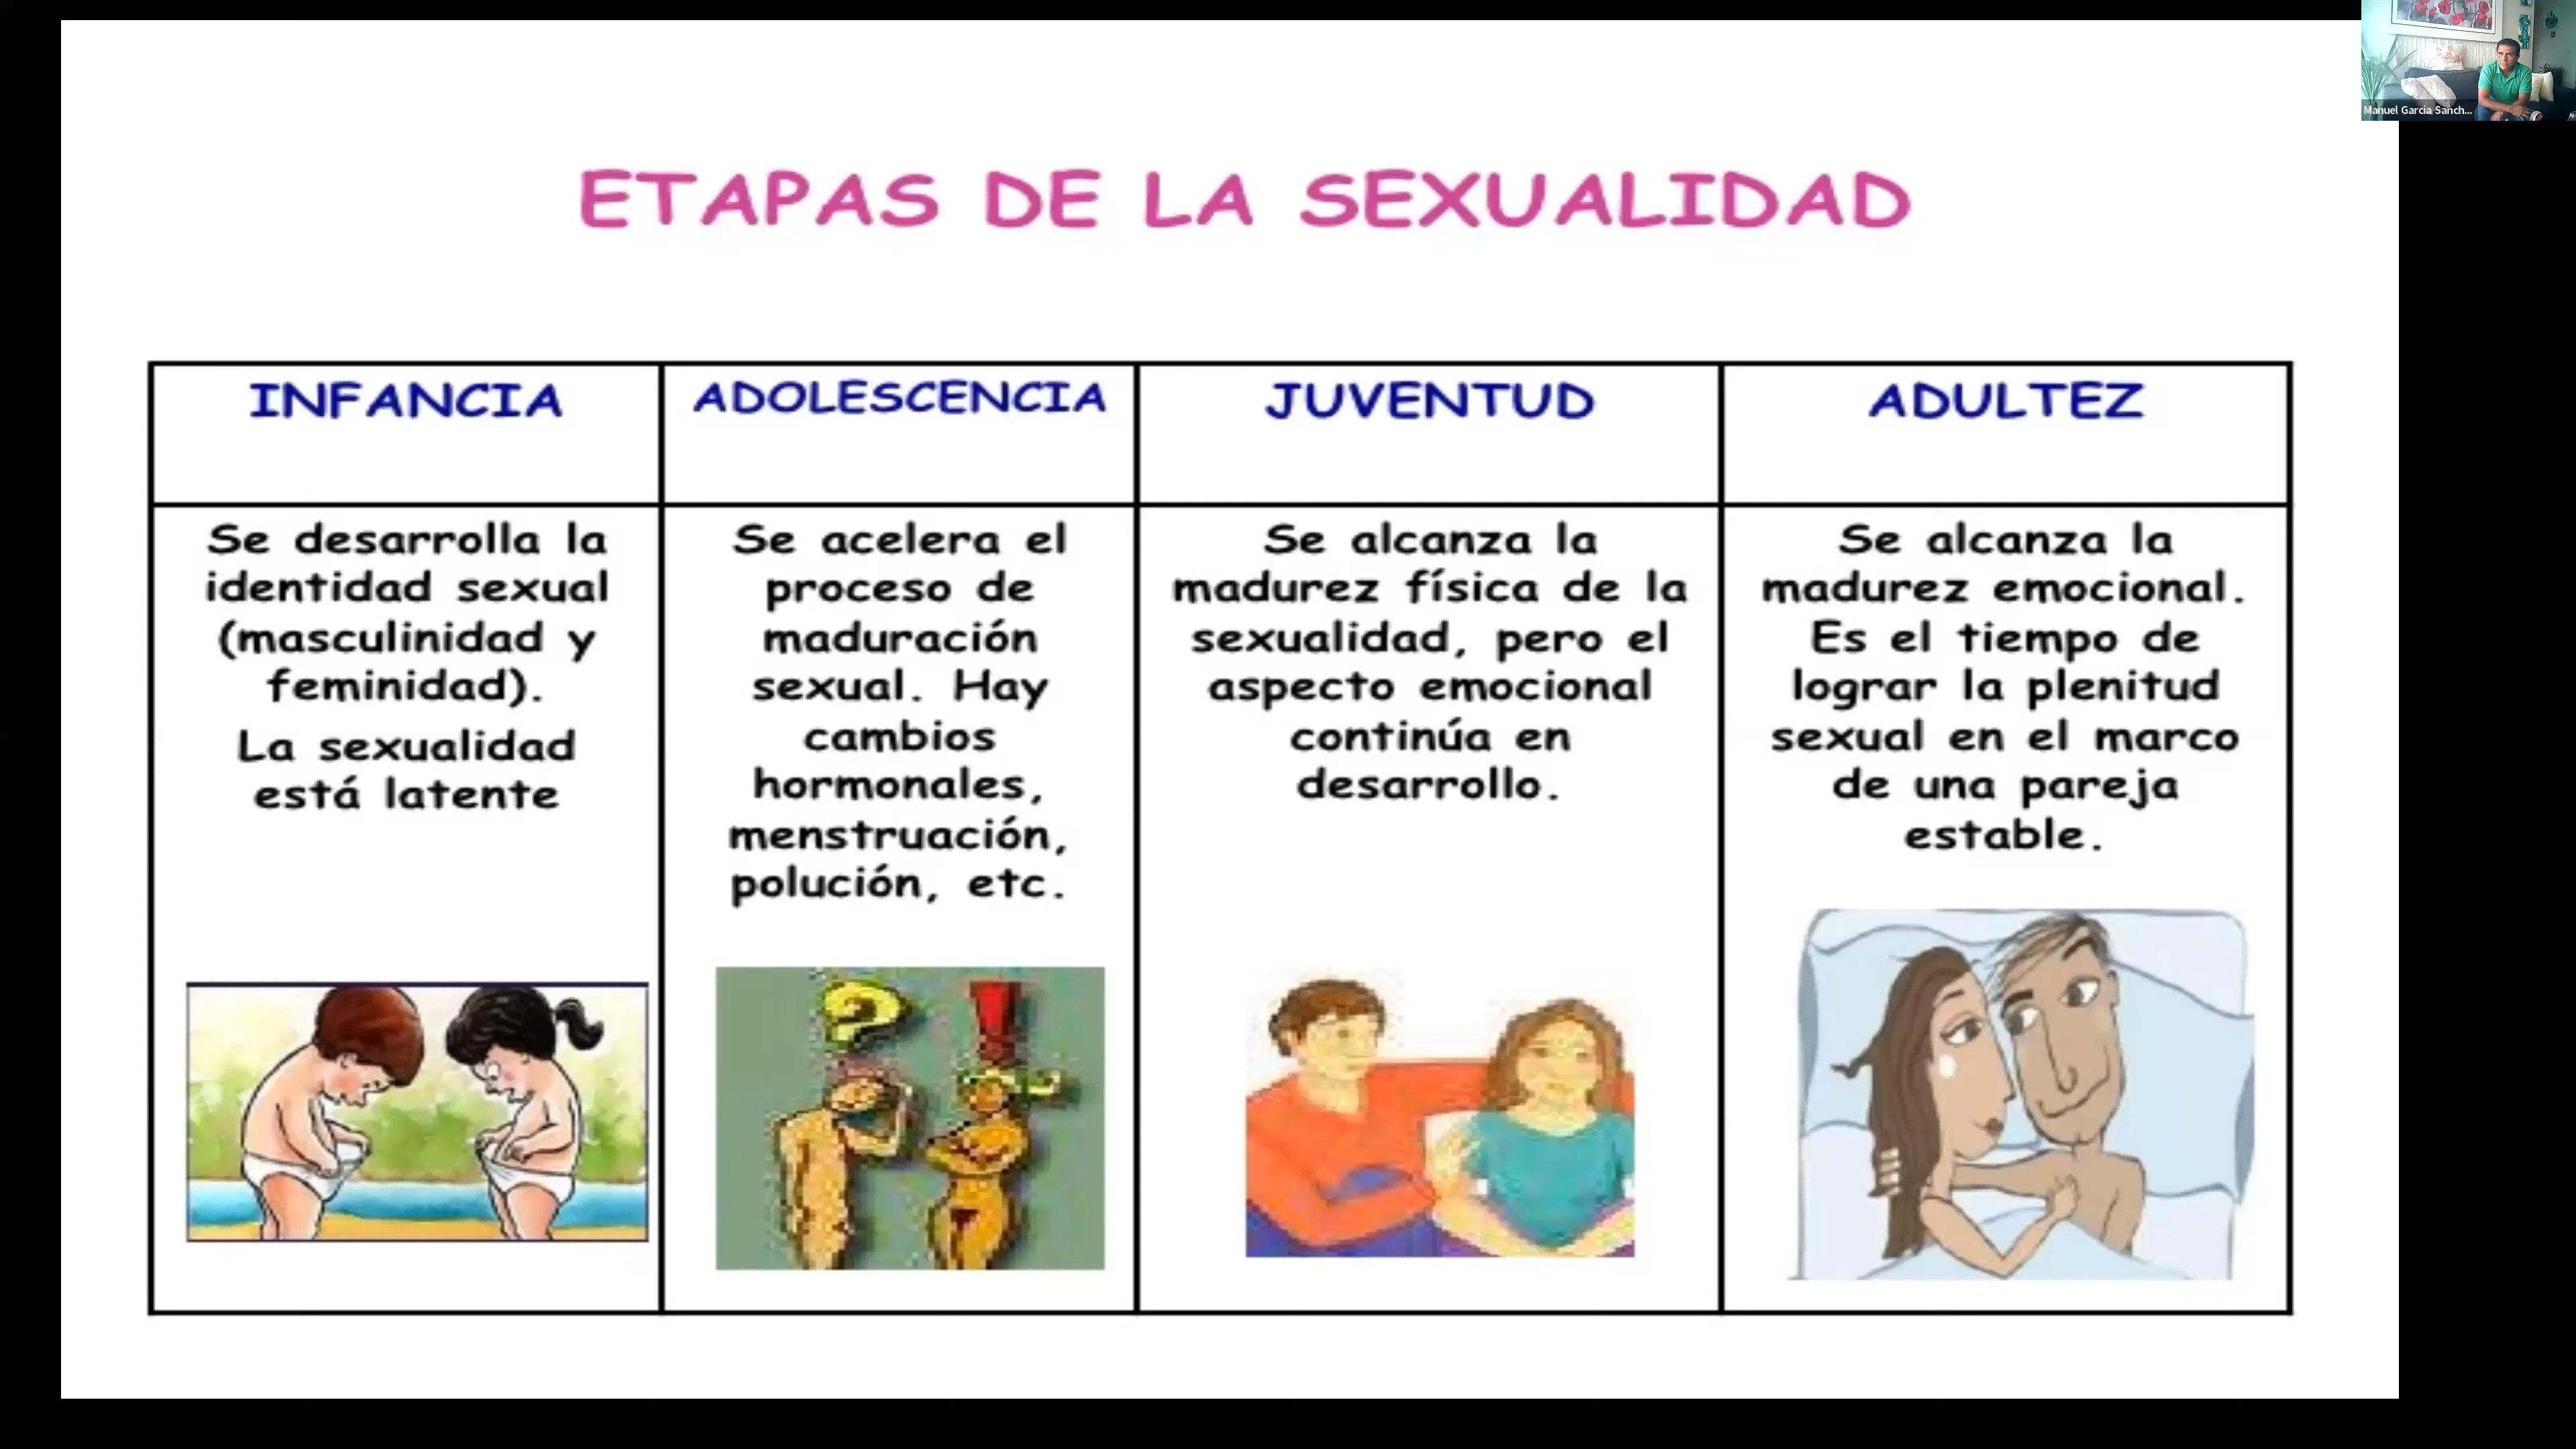 Manuel Garcia Sanch...
ETAPAS DE LA SEXUALIDAD
INFANCIA
Se desarrolla la
identidad sexual
(masculinidad y
feminidad).
La sexualidad
está latente
ADOLESCENCIA
Se acelera el
proceso de
maduración
sexual. Hay
cambios
hormonales,
menstruación,
polución, etc.
JUVENTUD
Se alcanza la
madurez física de la
sexualidad, pero el
aspecto emocional
continúa en
desarrollo.
ADULTEZ
Se alcanza la
madurez emocional.
Es el tiempo de
lograr la plenitud
sexual en el marco
de una pareja
estable.